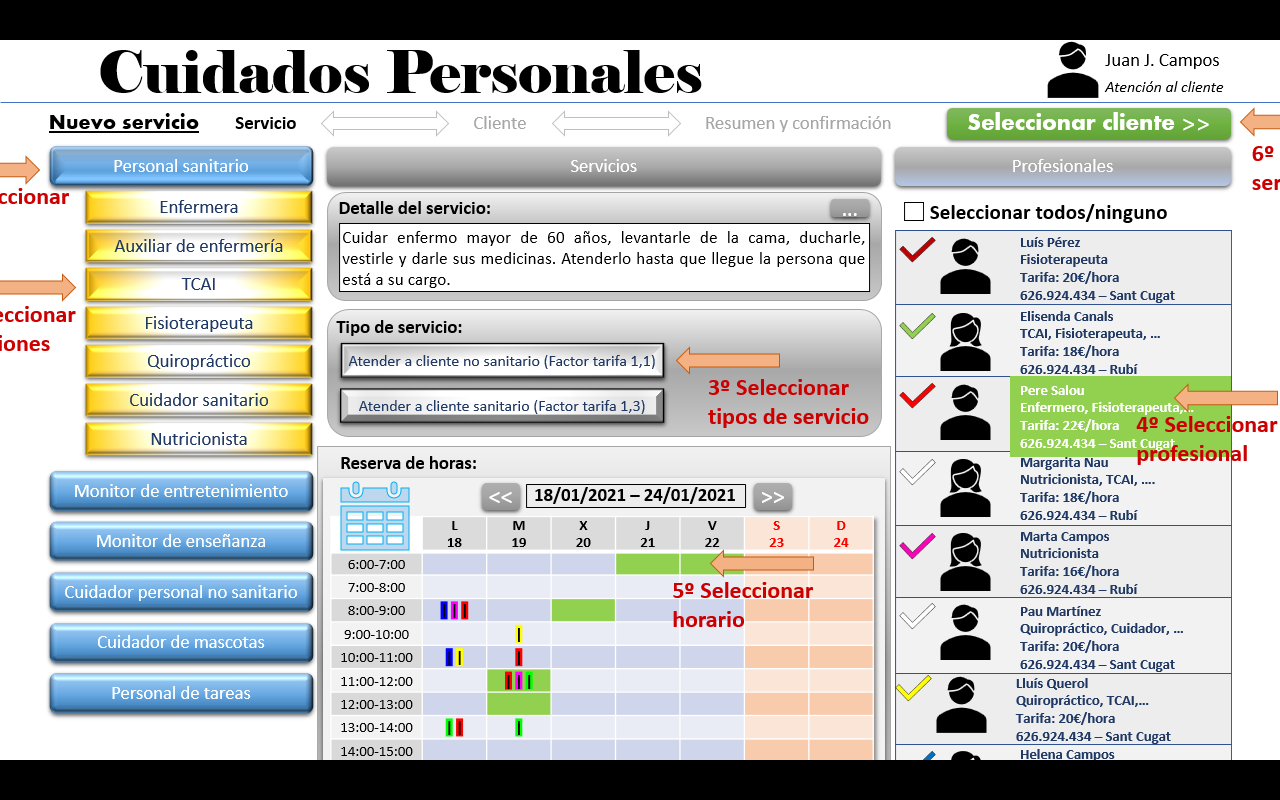 Cuidados Personales
Juan J. Campos
Atención al cliente
Nuevo servicio
Servicio
Cliente
Resumen y confirmación
Seleccionar cliente >>
6º
ser
Personal sanitario
ccionar
Enfermera
Auxiliar de enfermería
TCAI
eccionar
iones
Fisioterapeuta
Quiropráctico
Cuidador sanitario
Nutricionista
Monitor de entretenimiento
Monitor de enseñanza
Cuidador personal no sanitario
Cuidador de mascotas
Personal de tareas
Servicios
Detalle del servicio:
...
Cuidar enfermo mayor de 60 años, levantarle de la cama, ducharle,
vestirle y darle sus medicinas. Atenderlo hasta que llegue la persona que
está a su cargo.
Tipo de servicio:
Atender a cliente no sanitario (Factor tarifa 1,1)
Atender a cliente sanitario (Factor tarifa 1,3)
3º Seleccionar
tipos de servicio
Reserva de horas:
<< 18/01/2021 – 24/01/2021 >>
L M X J V S D
18 19 20 21 22 23 24
6:00-7:00
7:00-8:00
8:00-9:00
9:00-10:00
10:00-11:00
11:00-12:00
12:00-13:00
13:00-14:00
14:00-15:00
5º Seleccionar
horario
Profesionales
Seleccionar todos/ninguno
Luís Pérez
Fisioterapeuta
Tarifa: 20€/hora
626.924.434 – Sant Cugat
Elisenda Canals
TCAI, Fisioterapeuta, ...
Tarifa: 18€/hora
626.924.434 – Rubí
Pere Salou
Enfermero, Fisioterapeuta,..
Tarifa: 22€/hora
626.924.434 – Sant Cugat
4º Seleccionar
profesional
Margarita Nau
Nutricionista, TCAI, ....
Tarifa: 18€/hora
626.924.434 – Rubí
Marta Campos
Nutricionista
Tarifa: 16€/hora
626.924.434 – Rubí
Pau Martínez
Quiropráctico, Cuidador, ...
Tarifa: 20€/hora
626.924.434 – Sant Cugat
Lluís Querol
Quiropráctico, TCAI,...
Tarifa: 20€/hora
626.924.434 – Sant Cugat
Helena Campos